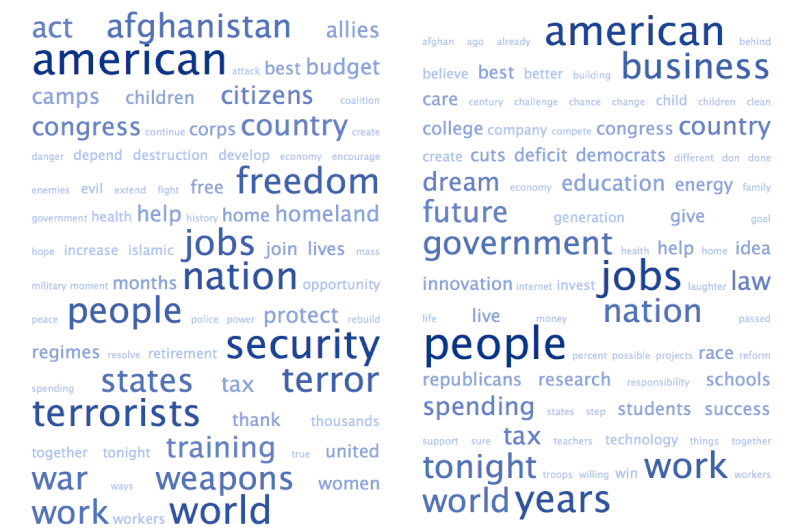 act afghanistan allies
american attack best budget
camps children citizens coalition
congress continue corps country create
danger depend destruction develop economy encourage
enemies evil extend fight free freedom
government health help history home homeland
hope increase islamic jobs join lives mass
military moment months nation opportunity
peace people police power protect rebuild
regimes resolve retirement security
spending states tax terror
terrorists thank thousands
together tonight training true united
war ways weapons women
work workers world
afghan ago already american behind
believe best better building business
care century challenge chance change child children clean
college company compete congress country
create cuts deficit democrats different don done
dream economy education energy family
future generation give goal
government health help home idea
innovation internet invest jobs laughter law
life live money nation passed
people percent possible projects race reform
republicans research responsibility schools
spending states step students success
support sure tax teachers technology things together
tonight troops willing win work workers
world years